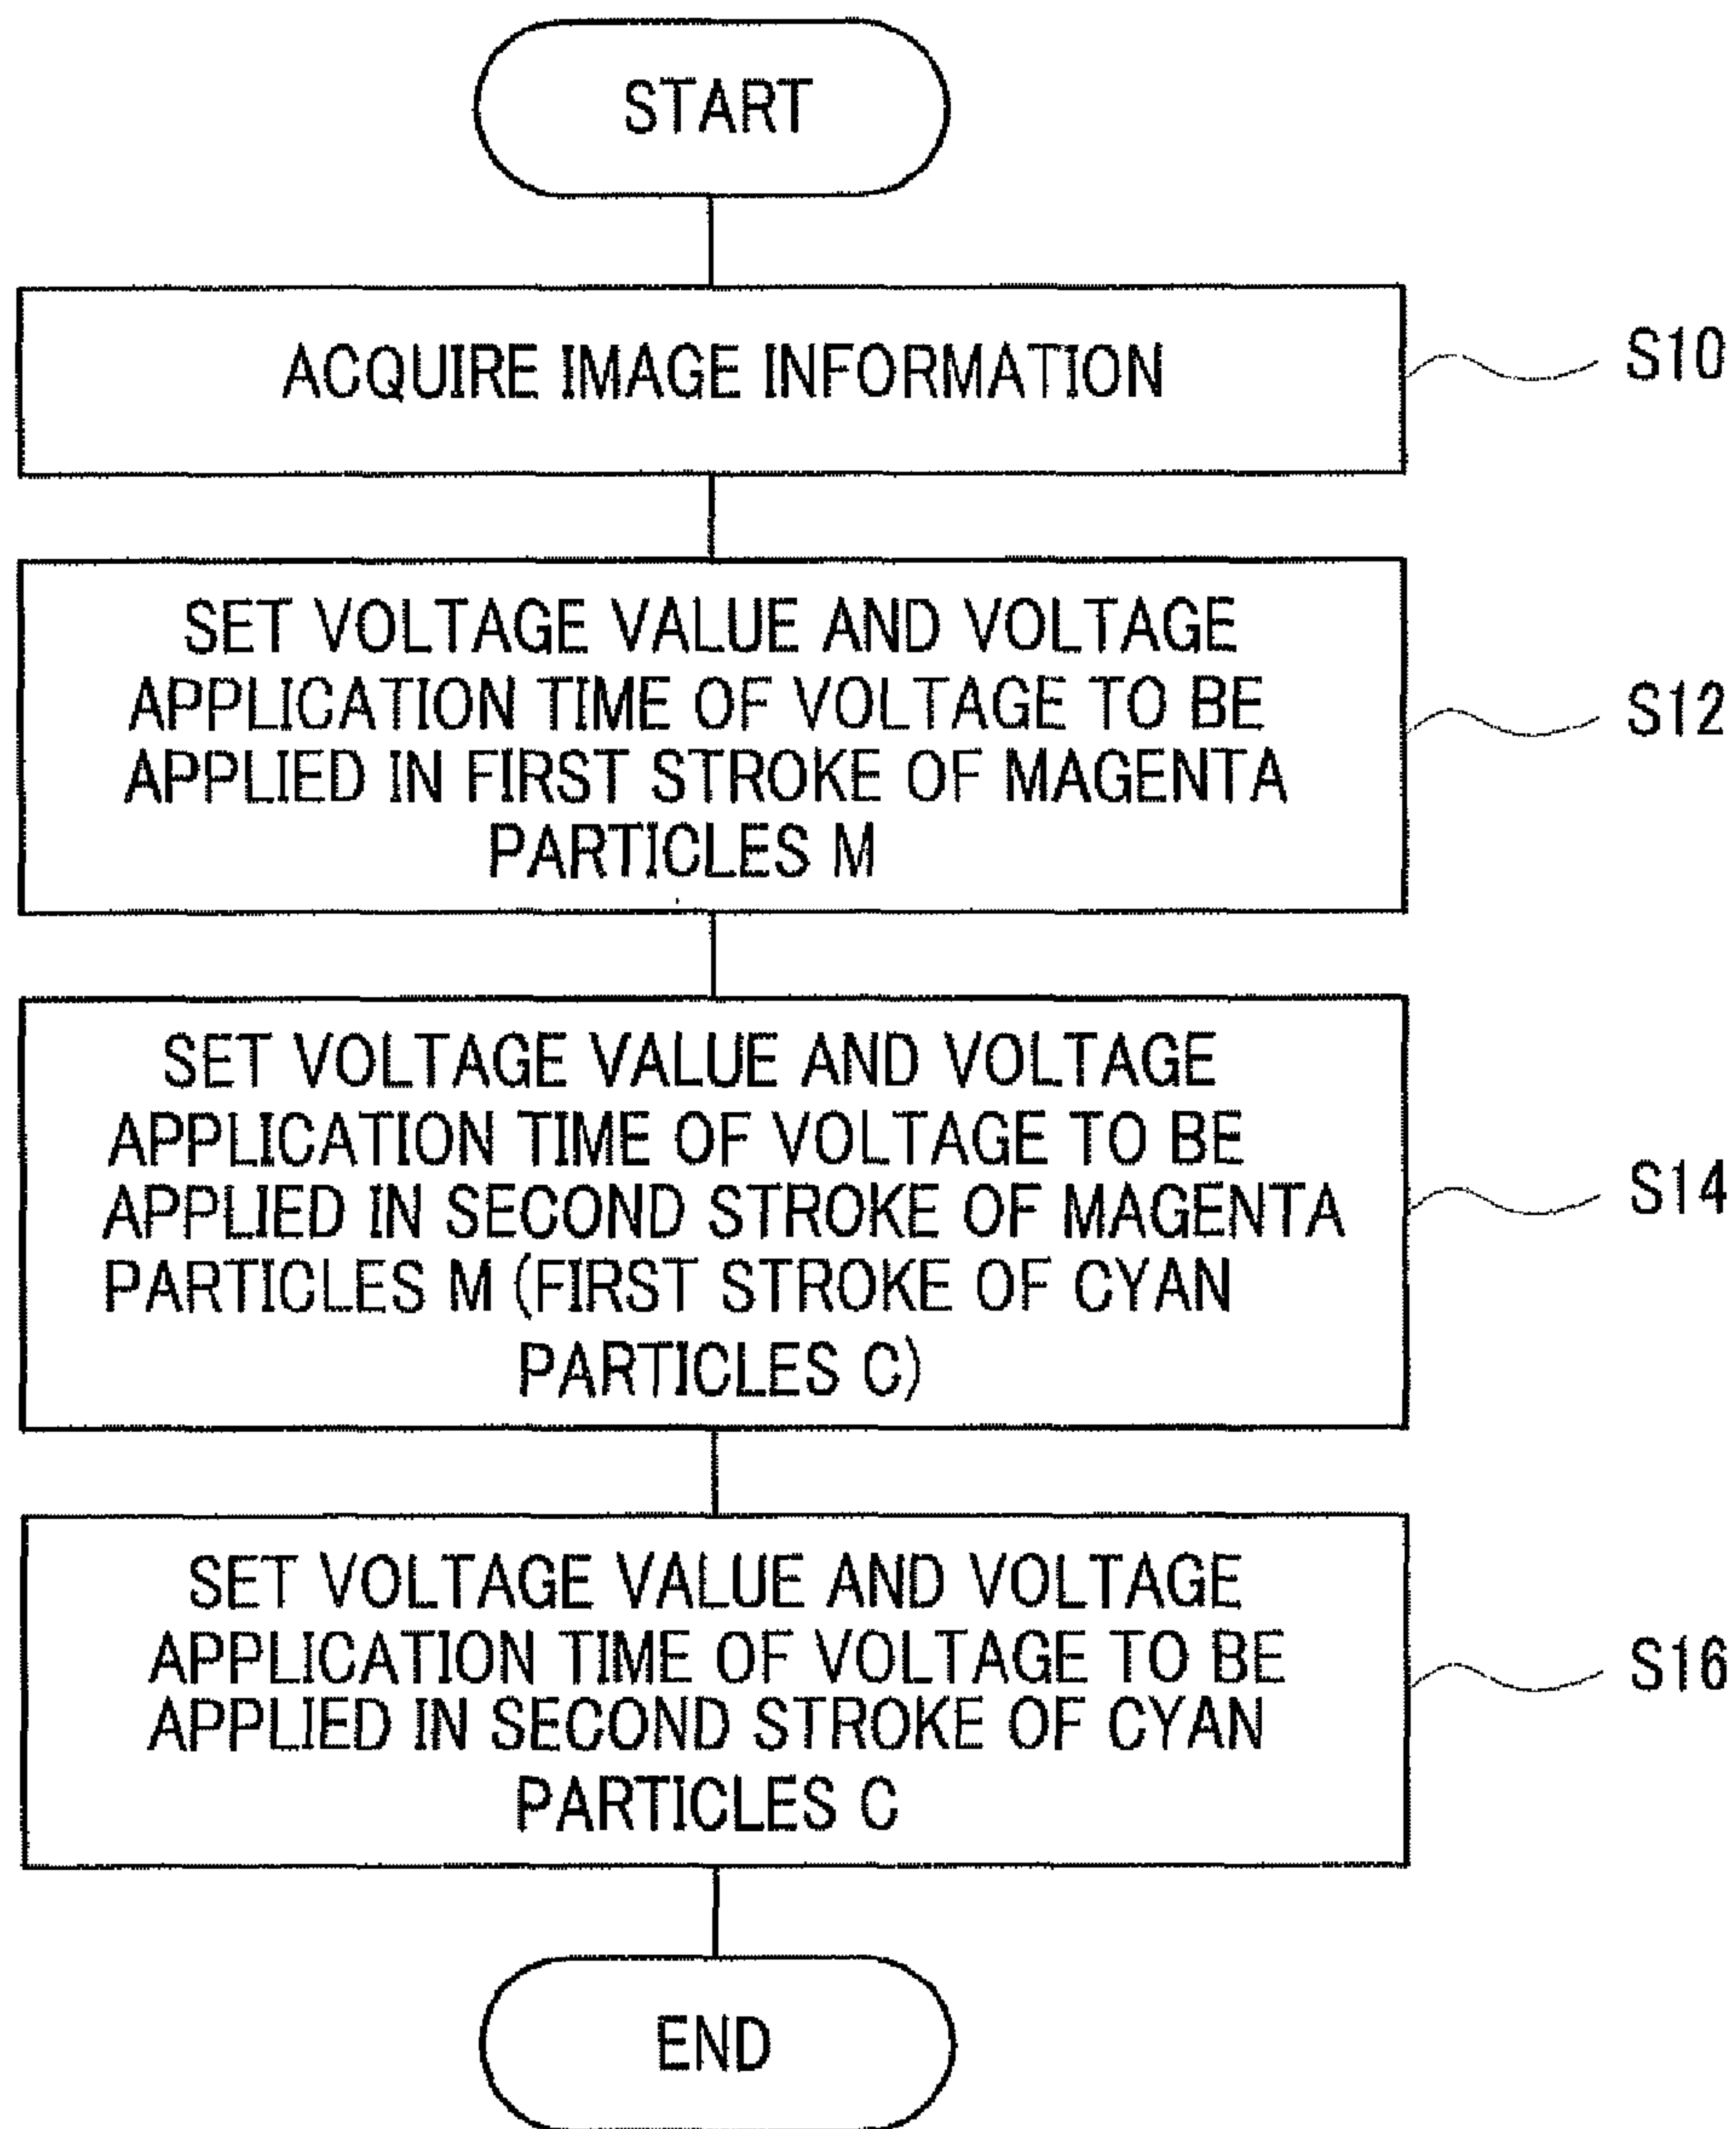 START
ACQUIRE IMAGE INFORMATION
S10
SET VOLTAGE VALUE AND VOLTAGE
APPLICATION TIME OF VOLTAGE TO BE
APPLIED IN FIRST STROKE OF MAGENTA
PARTICLES M
S12
SET VOLTAGE VALUE AND VOLTAGE
APPLICATION TIME OF VOLTAGE TO BE
APPLIED IN SECOND STROKE OF MAGENTA
PARTICLES M (FIRST STROKE OF CYAN
PARTICLES C)
S14
SET VOLTAGE VALUE AND VOLTAGE
APPLICATION TIME OF VOLTAGE TO BE
APPLIED IN SECOND STROKE OF CYAN
PARTICLES C
S16
END